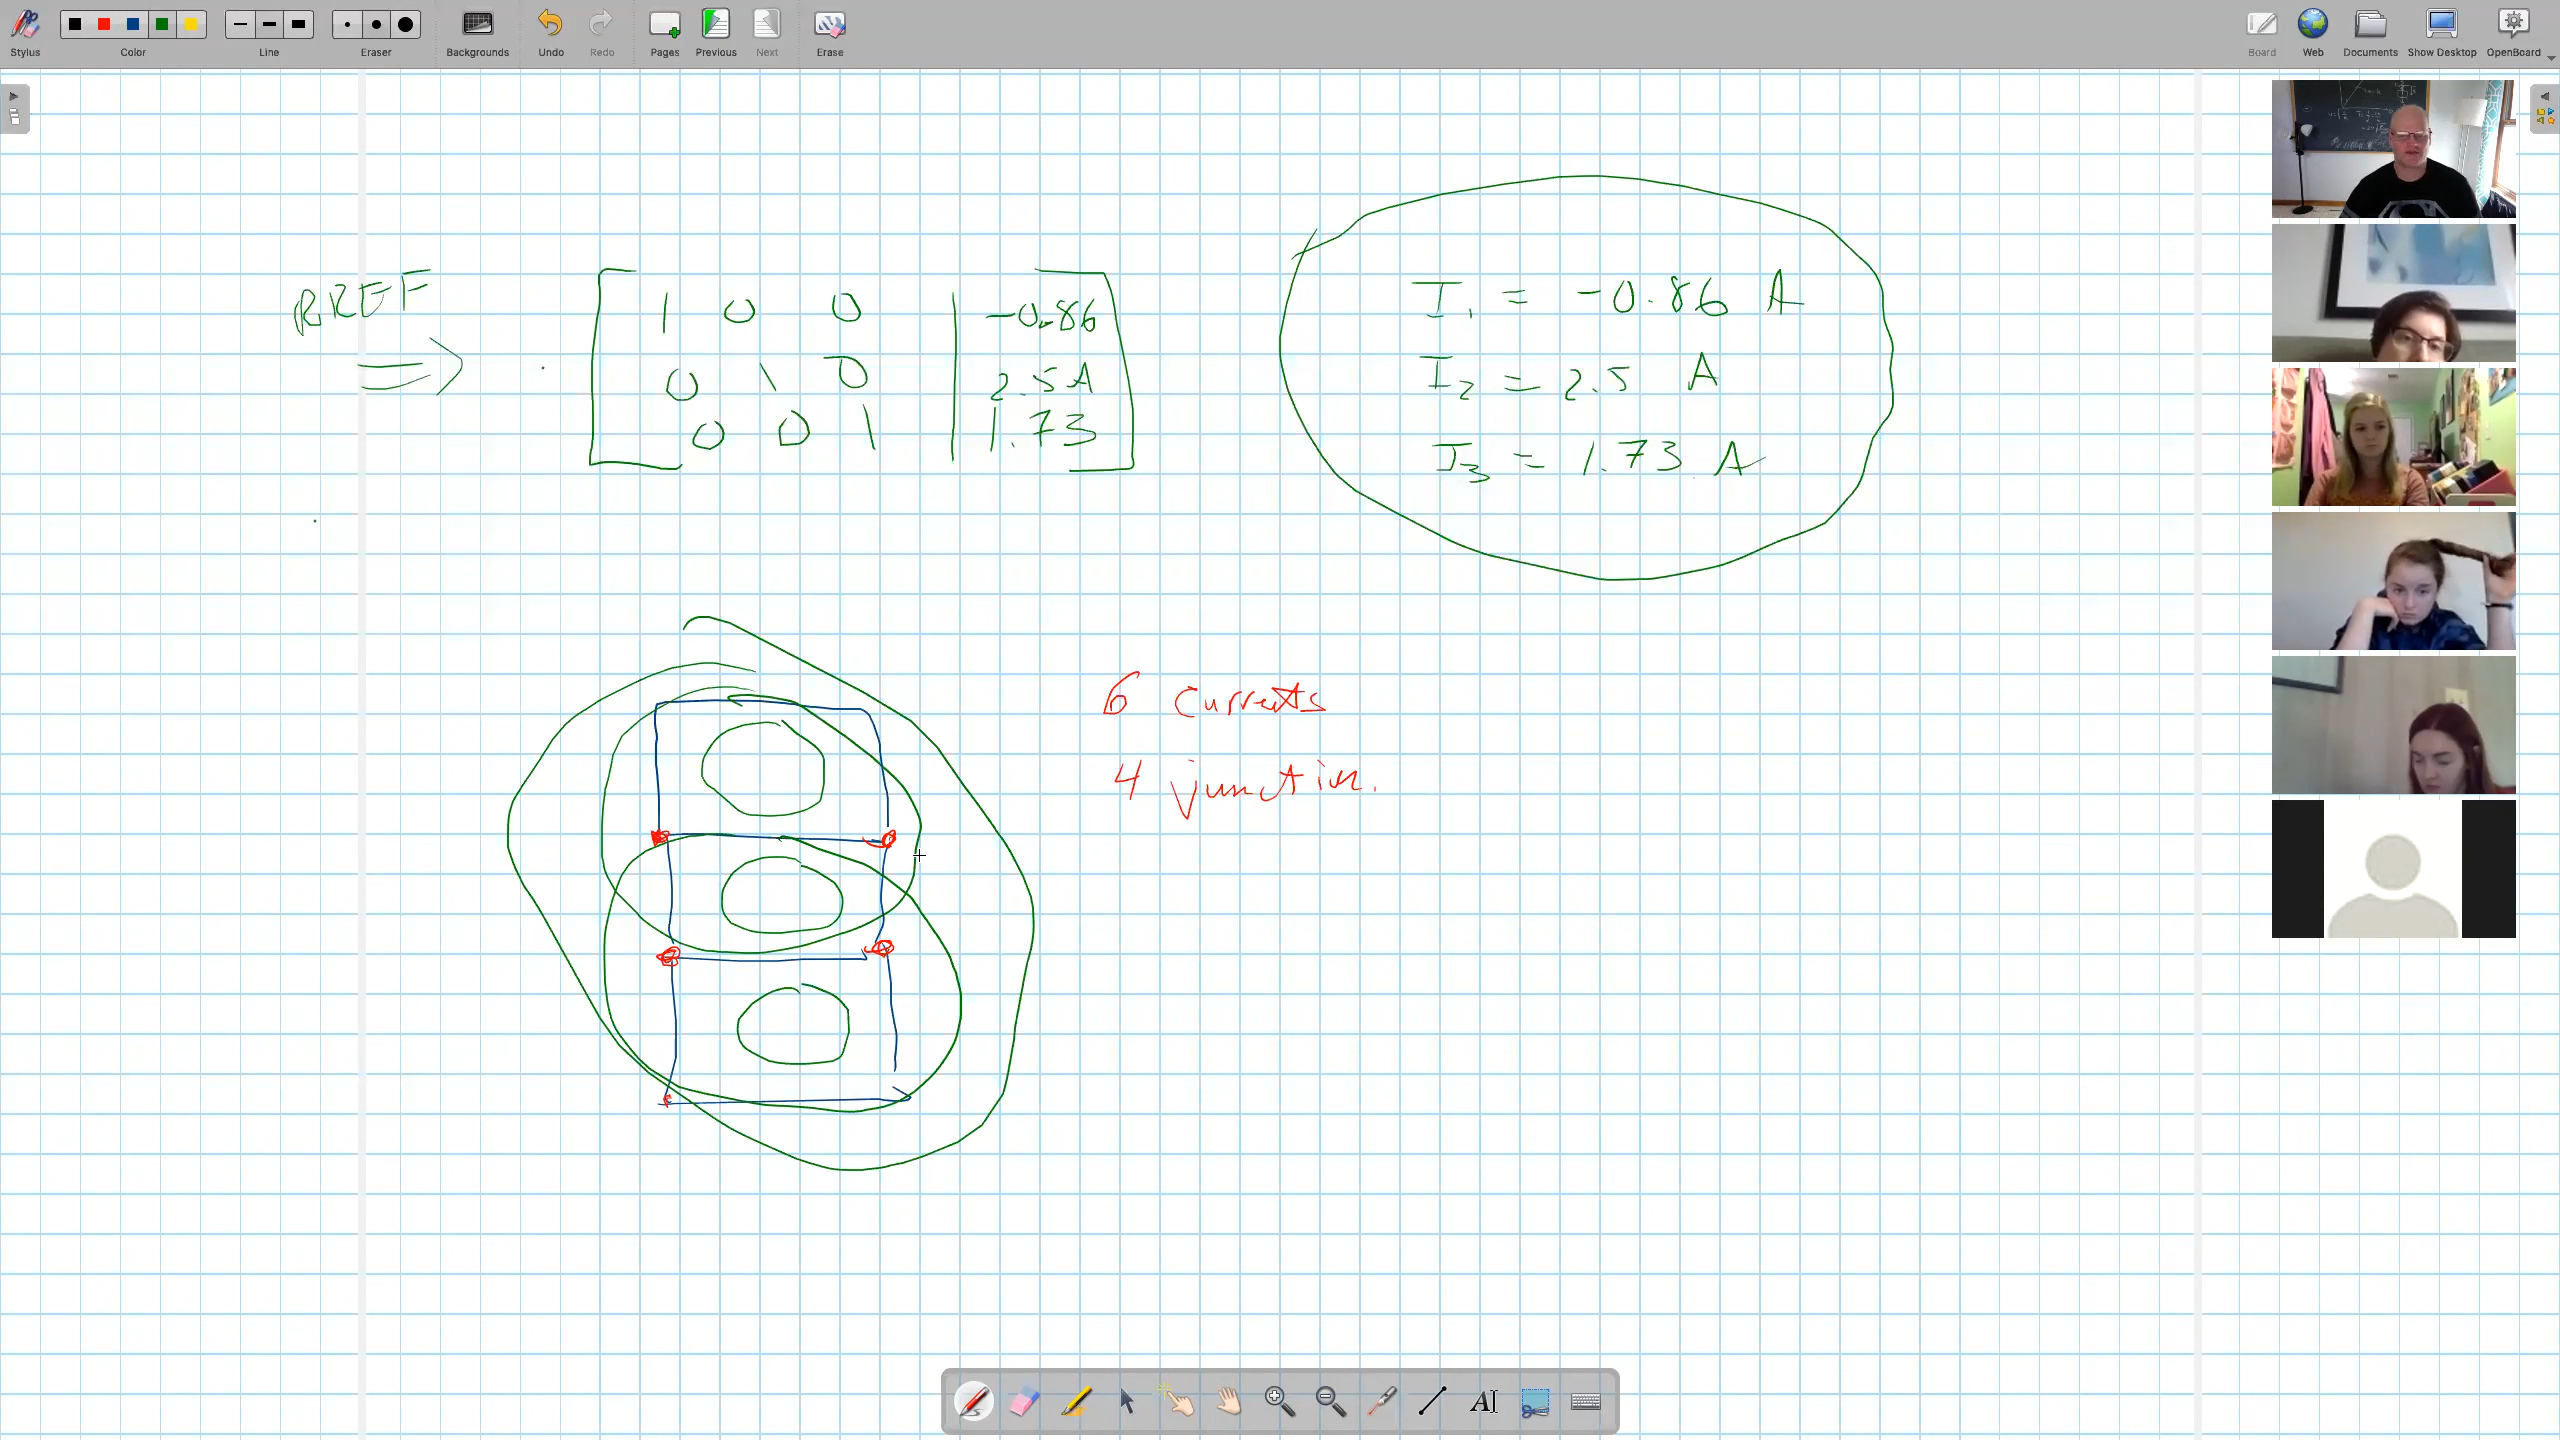 Stylus Color Line Eraser Backgrounds Undo Redo Pages Previous Next Erase Board Web Documents Show Desktop OpenBoard
RREF
⇒
1 0 0 | -0.86
0 1 0 | 2.5 A
0 0 1 | 1.73
I₁ = -0.86 A
I₂ = 2.5 A
I₃ = 1.73 A
6 currents
4 junction.